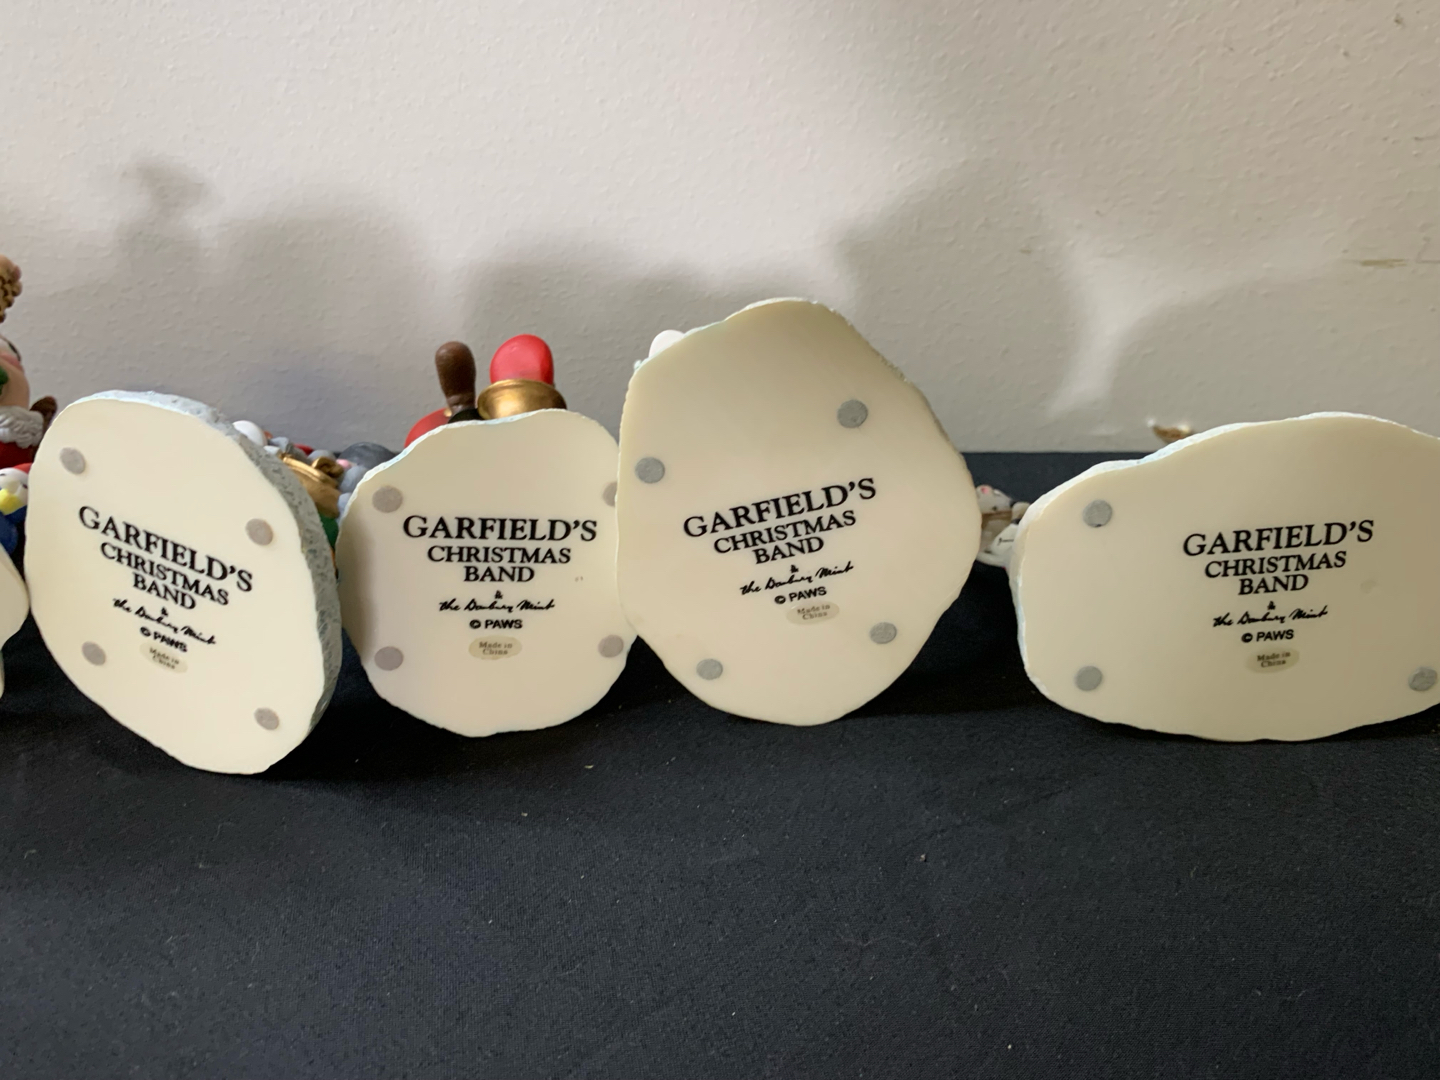 GARFIELD'S
CHRISTMAS
BAND
&
the Danbury Mint
© PAWS
Made in
China
GARFIELD'S
CHRISTMAS
BAND
&
the Danbury Mint
© PAWS
Made in
China
GARFIELD'S
CHRISTMAS
BAND
&
the Danbury Mint
© PAWS
Made in
China
GARFIELD'S
CHRISTMAS
BAND
&
the Danbury Mint
© PAWS
Made in
China